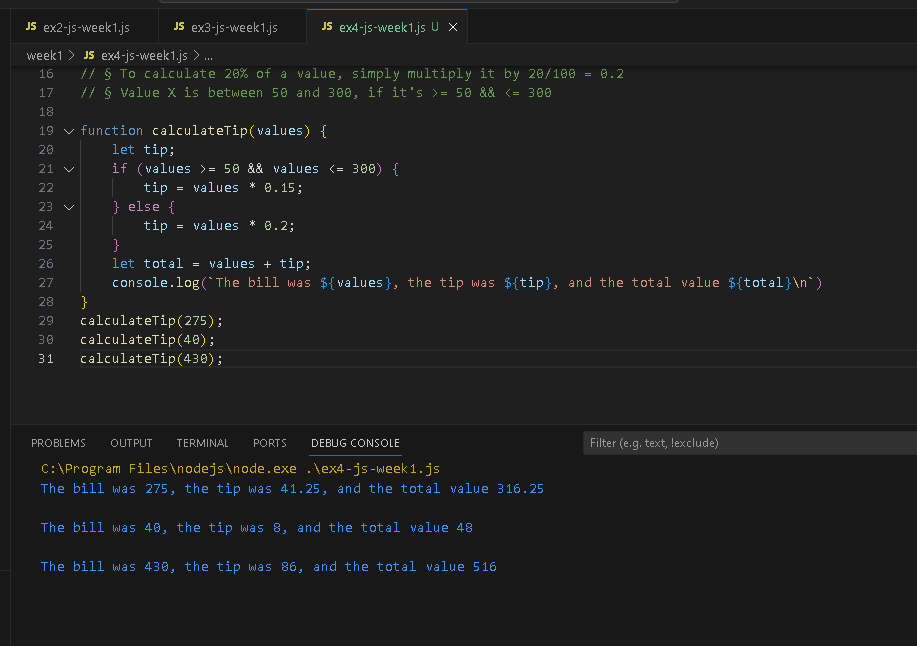 JS ex2-js-week1.js JS ex3-js-week1.js JS ex4-js-week1.js U ×
week1 > JS ex4-js-week1.js > ...
16 // § To calculate 20% of a value, simply multiply it by 20/100 = 0.2
17 // § Value X is between 50 and 300, if it's >= 50 && <= 300
18
19 function calculateTip(values) {
20 let tip;
21 if (values >= 50 && values <= 300) {
22 tip = values * 0.15;
23 } else {
24 tip = values * 0.2;
25 }
26 let total = values + tip;
27 console.log(`The bill was ${values}, the tip was ${tip}, and the total value ${total}\n`)
28 }
29 calculateTip(275);
30 calculateTip(40);
31 calculateTip(430);
PROBLEMS OUTPUT TERMINAL PORTS DEBUG CONSOLE Filter (e.g. text, !exclude)
C:\Program Files\nodejs\node.exe .\ex4-js-week1.js
The bill was 275, the tip was 41.25, and the total value 316.25
The bill was 40, the tip was 8, and the total value 48
The bill was 430, the tip was 86, and the total value 516